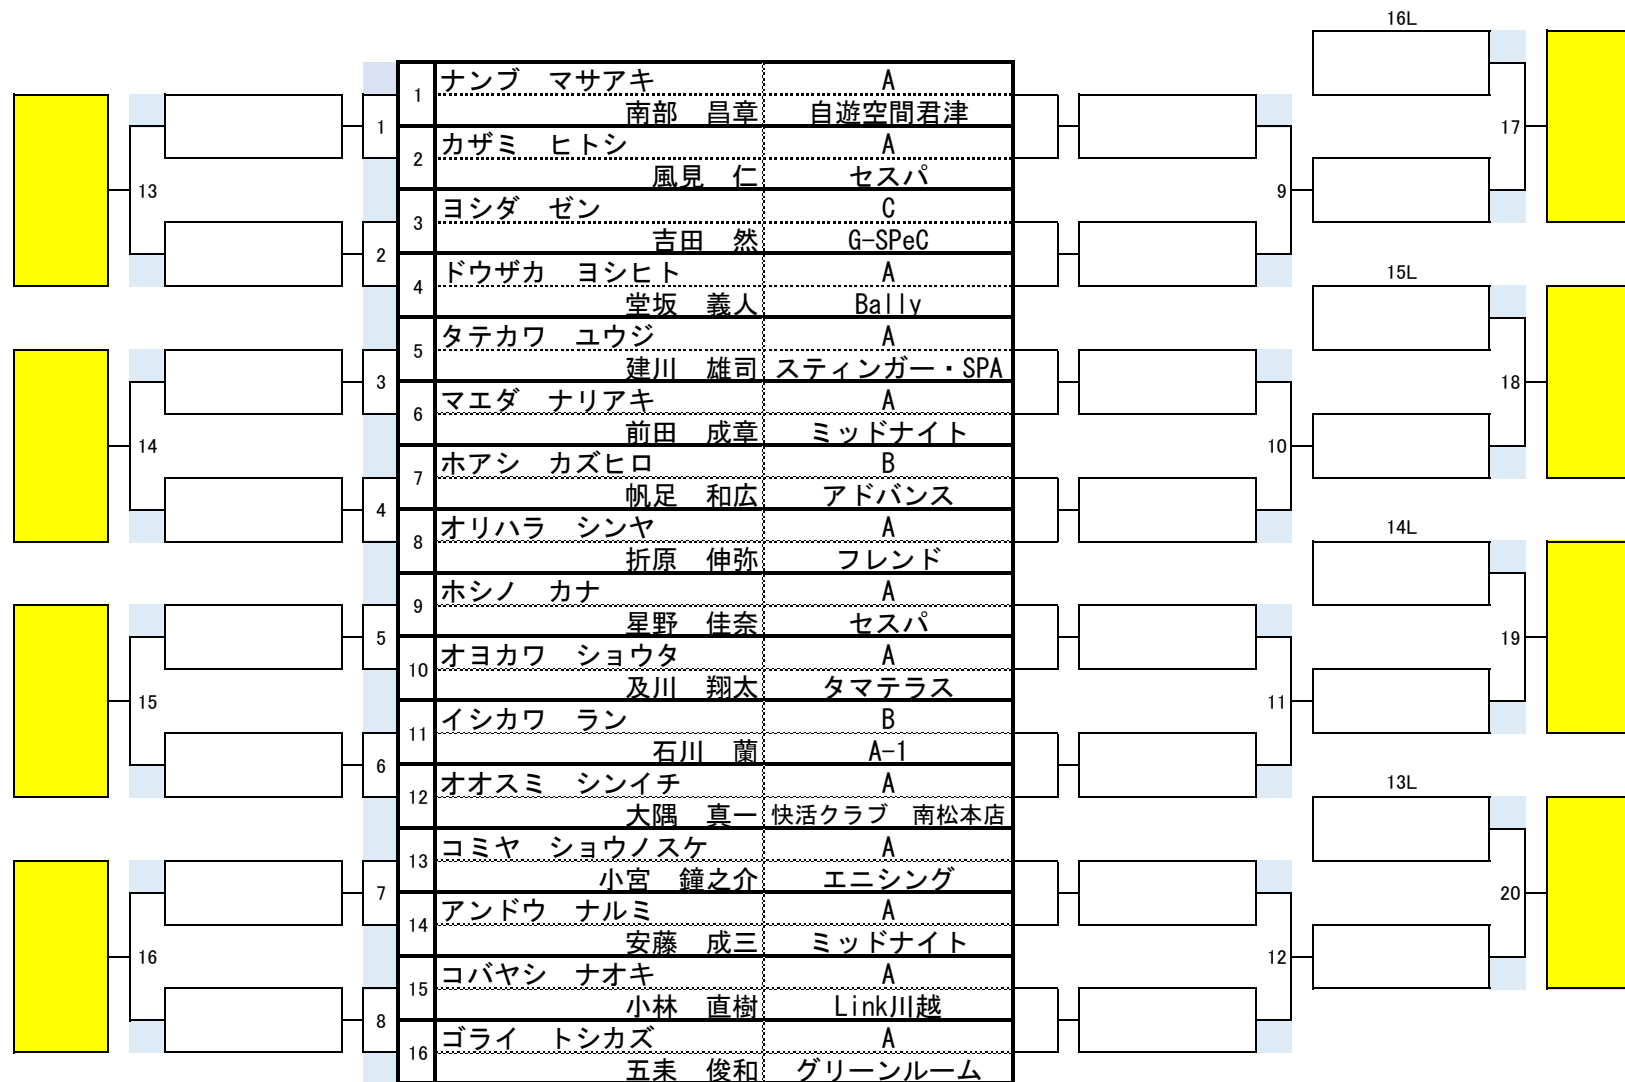 16L
1 ナンブ　マサアキ A
南部　昌章 自遊空間君津
1
17
2 カザミ　ヒトシ A
風見　仁 セスパ
13
9
3 ヨシダ　ゼン C
吉田　然 G-SPeC
2
4 ドウザカ　ヨシヒト A
堂坂　義人 Bally
15L
5 タテカワ　ユウジ A
建川　雄司 スティンガー・SPA
3
18
6 マエダ　ナリアキ A
前田　成章 ミッドナイト
14
10
7 ホアシ　カズヒロ B
帆足　和広 アドバンス
4
8 オリハラ　シンヤ A
折原　伸弥 フレンド
14L
9 ホシノ　カナ A
星野　佳奈 セスパ
5
19
10 オヨカワ　ショウタ A
及川　翔太 タマテラス
15
11
11 イシカワ　ラン B
石川　蘭 A-1
6
12 オオスミ　シンイチ A
大隅　真一 快活クラブ　南松本店
13L
13 コミヤ　ショウノスケ A
小宮　鐘之介 エニシング
7
20
14 アンドウ　ナルミ A
安藤　成三 ミッドナイト
16
12
15 コバヤシ　ナオキ A
小林　直樹 Link川越
8
16 ゴライ　トシカズ A
五耒　俊和 グリーンルーム